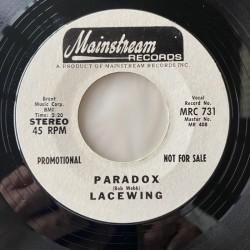 Mainstream
RECORDS
A PRODUCT OF MAINSTREAM RECORDS INC.
Brent
Music Corp.
BMI
Time: 2:20
STEREO
45 RPM
Vocal
Record No.
MRC 731
Master No.
MR 408
PROMOTIONAL
NOT FOR SALE
PARADOX
(Bob Webb)
LACEWING